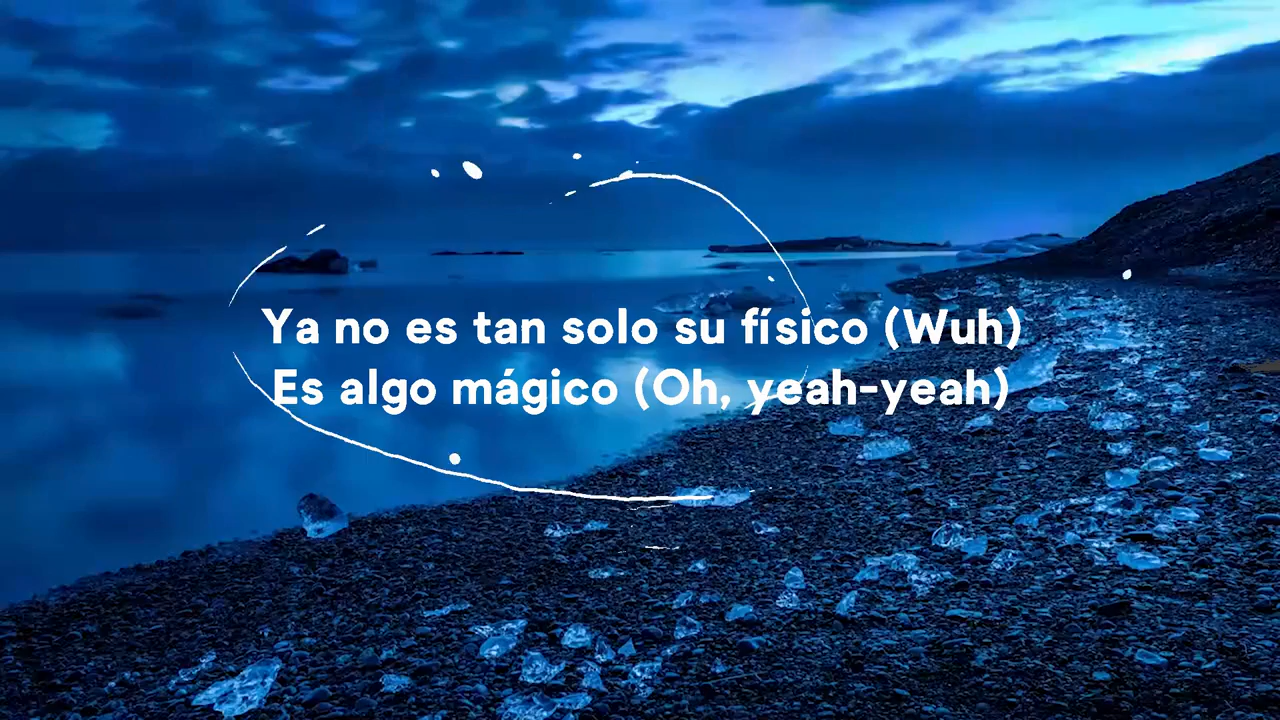 Ya no es tan solo su físico (Wuh)
Es algo mágico (Oh, yeah-yeah)